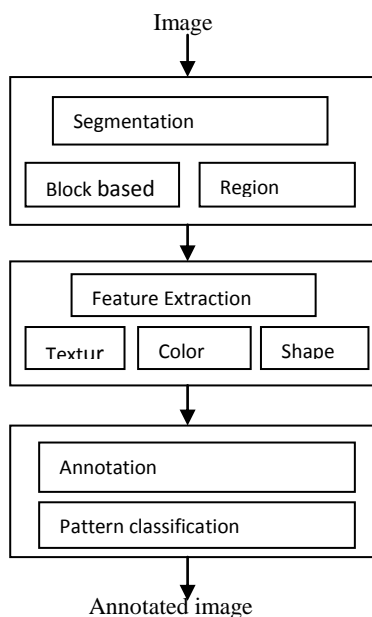 Image
Segmentation
Block based
Region
Feature Extraction
Textur
Color
Shape
Annotation
Pattern classification
Annotated image